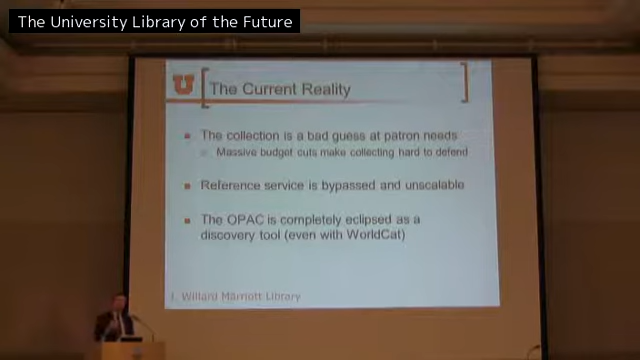 The University Library of the Future
U
The Current Reality
The collection is a bad guess at patron needs
Massive budget cuts make collecting hard to defend
Reference service is bypassed and unscalable
The OPAC is completely eclipsed as a
discovery tool (even with WorldCat)
J. Willard Marriott Library